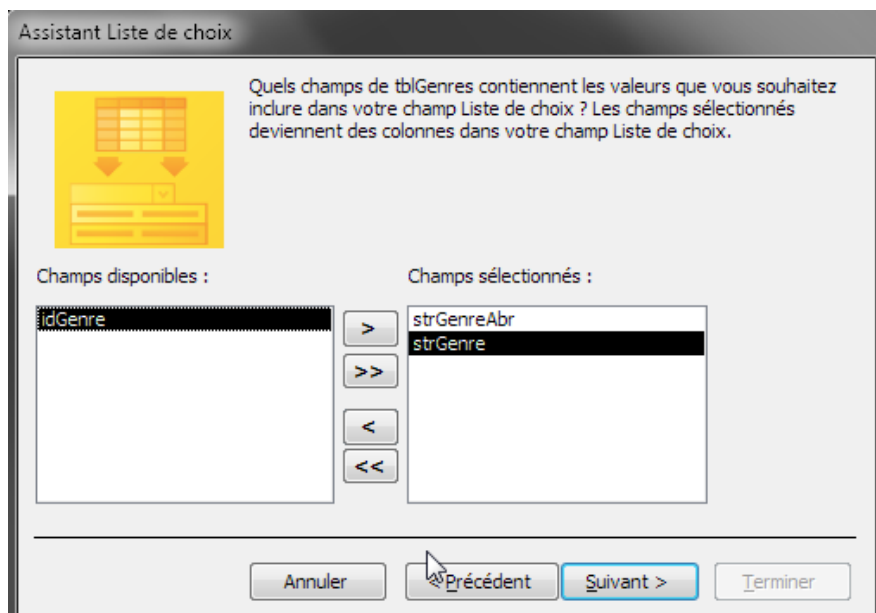 Assistant Liste de choix
Quels champs de tblGenres contiennent les valeurs que vous souhaitez
inclure dans votre champ Liste de choix ? Les champs sélectionnés
deviennent des colonnes dans votre champ Liste de choix.
Champs disponibles :
Champs sélectionnés :
idGenre
strGenreAbr
strGenre
>
>>
<
<<
Annuler
< Précédent
Suivant >
Terminer